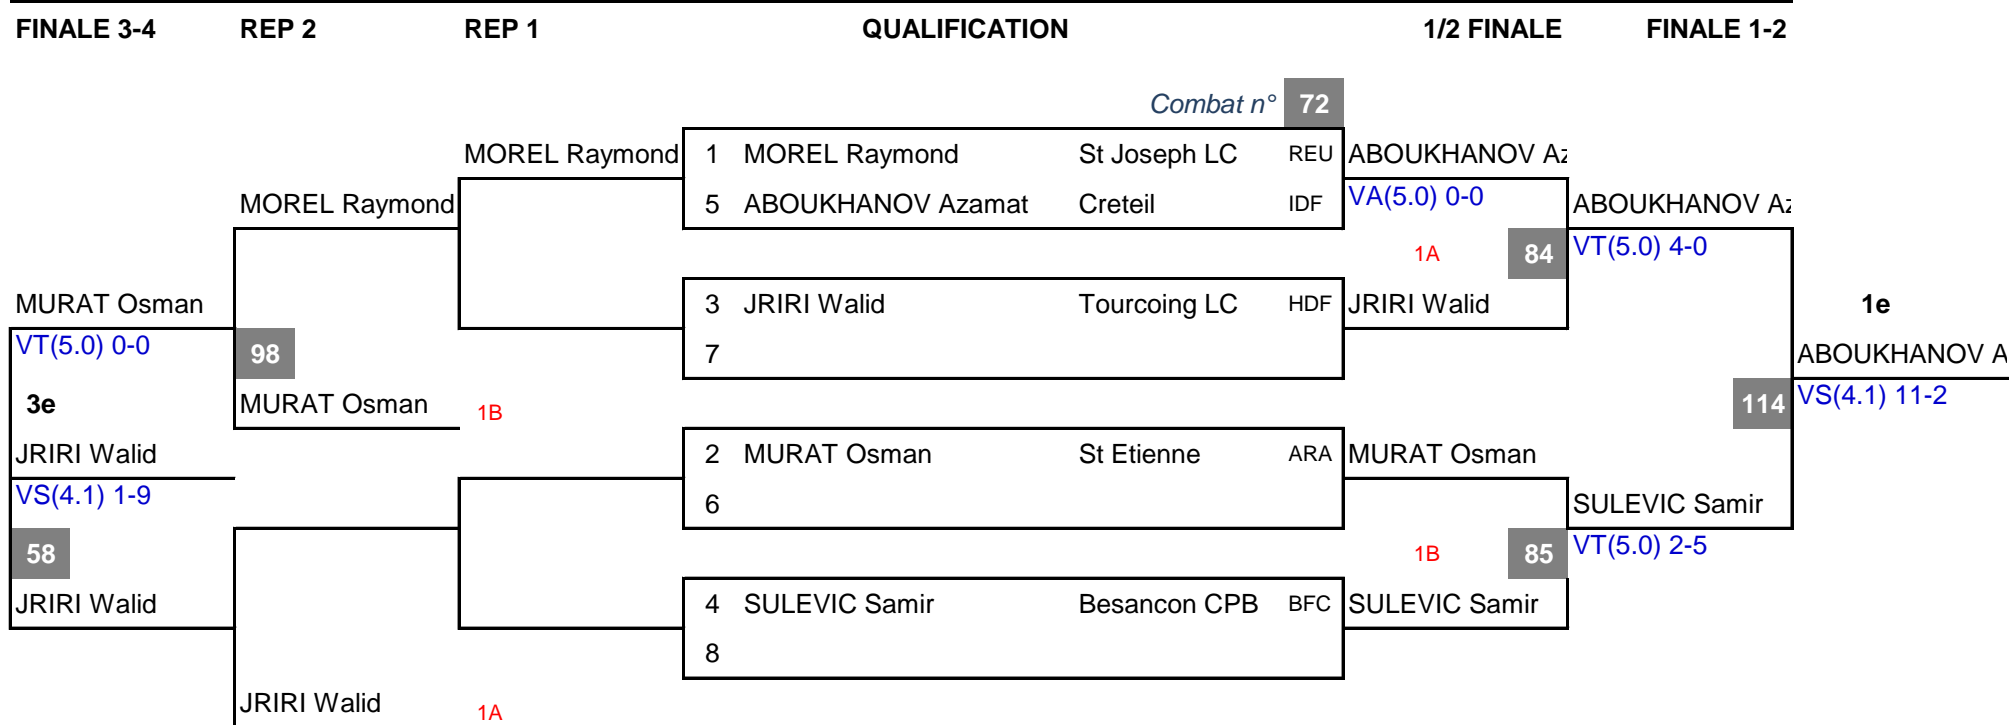 FINALE 3-4 REP 2 REP 1 QUALIFICATION 1/2 FINALE FINALE 1-2
Combat n° 72
MOREL Raymond 1 MOREL Raymond St Joseph LC REU ABOUKHANOV Az
MOREL Raymond 5 ABOUKHANOV Azamat Creteil IDF VA(5.0) 0-0 ABOUKHANOV Az
1A 84 VT(5.0) 4-0
MURAT Osman 3 JRIRI Walid Tourcoing LC HDF JRIRI Walid 1e
VT(5.0) 0-0 98 7 ABOUKHANOV A
3e MURAT Osman 1B 114 VS(4.1) 11-2
JRIRI Walid 2 MURAT Osman St Etienne ARA MURAT Osman
VS(4.1) 1-9 6 SULEVIC Samir
58 1B 85 VT(5.0) 2-5
JRIRI Walid 4 SULEVIC Samir Besancon CPB BFC SULEVIC Samir
8
JRIRI Walid 1A